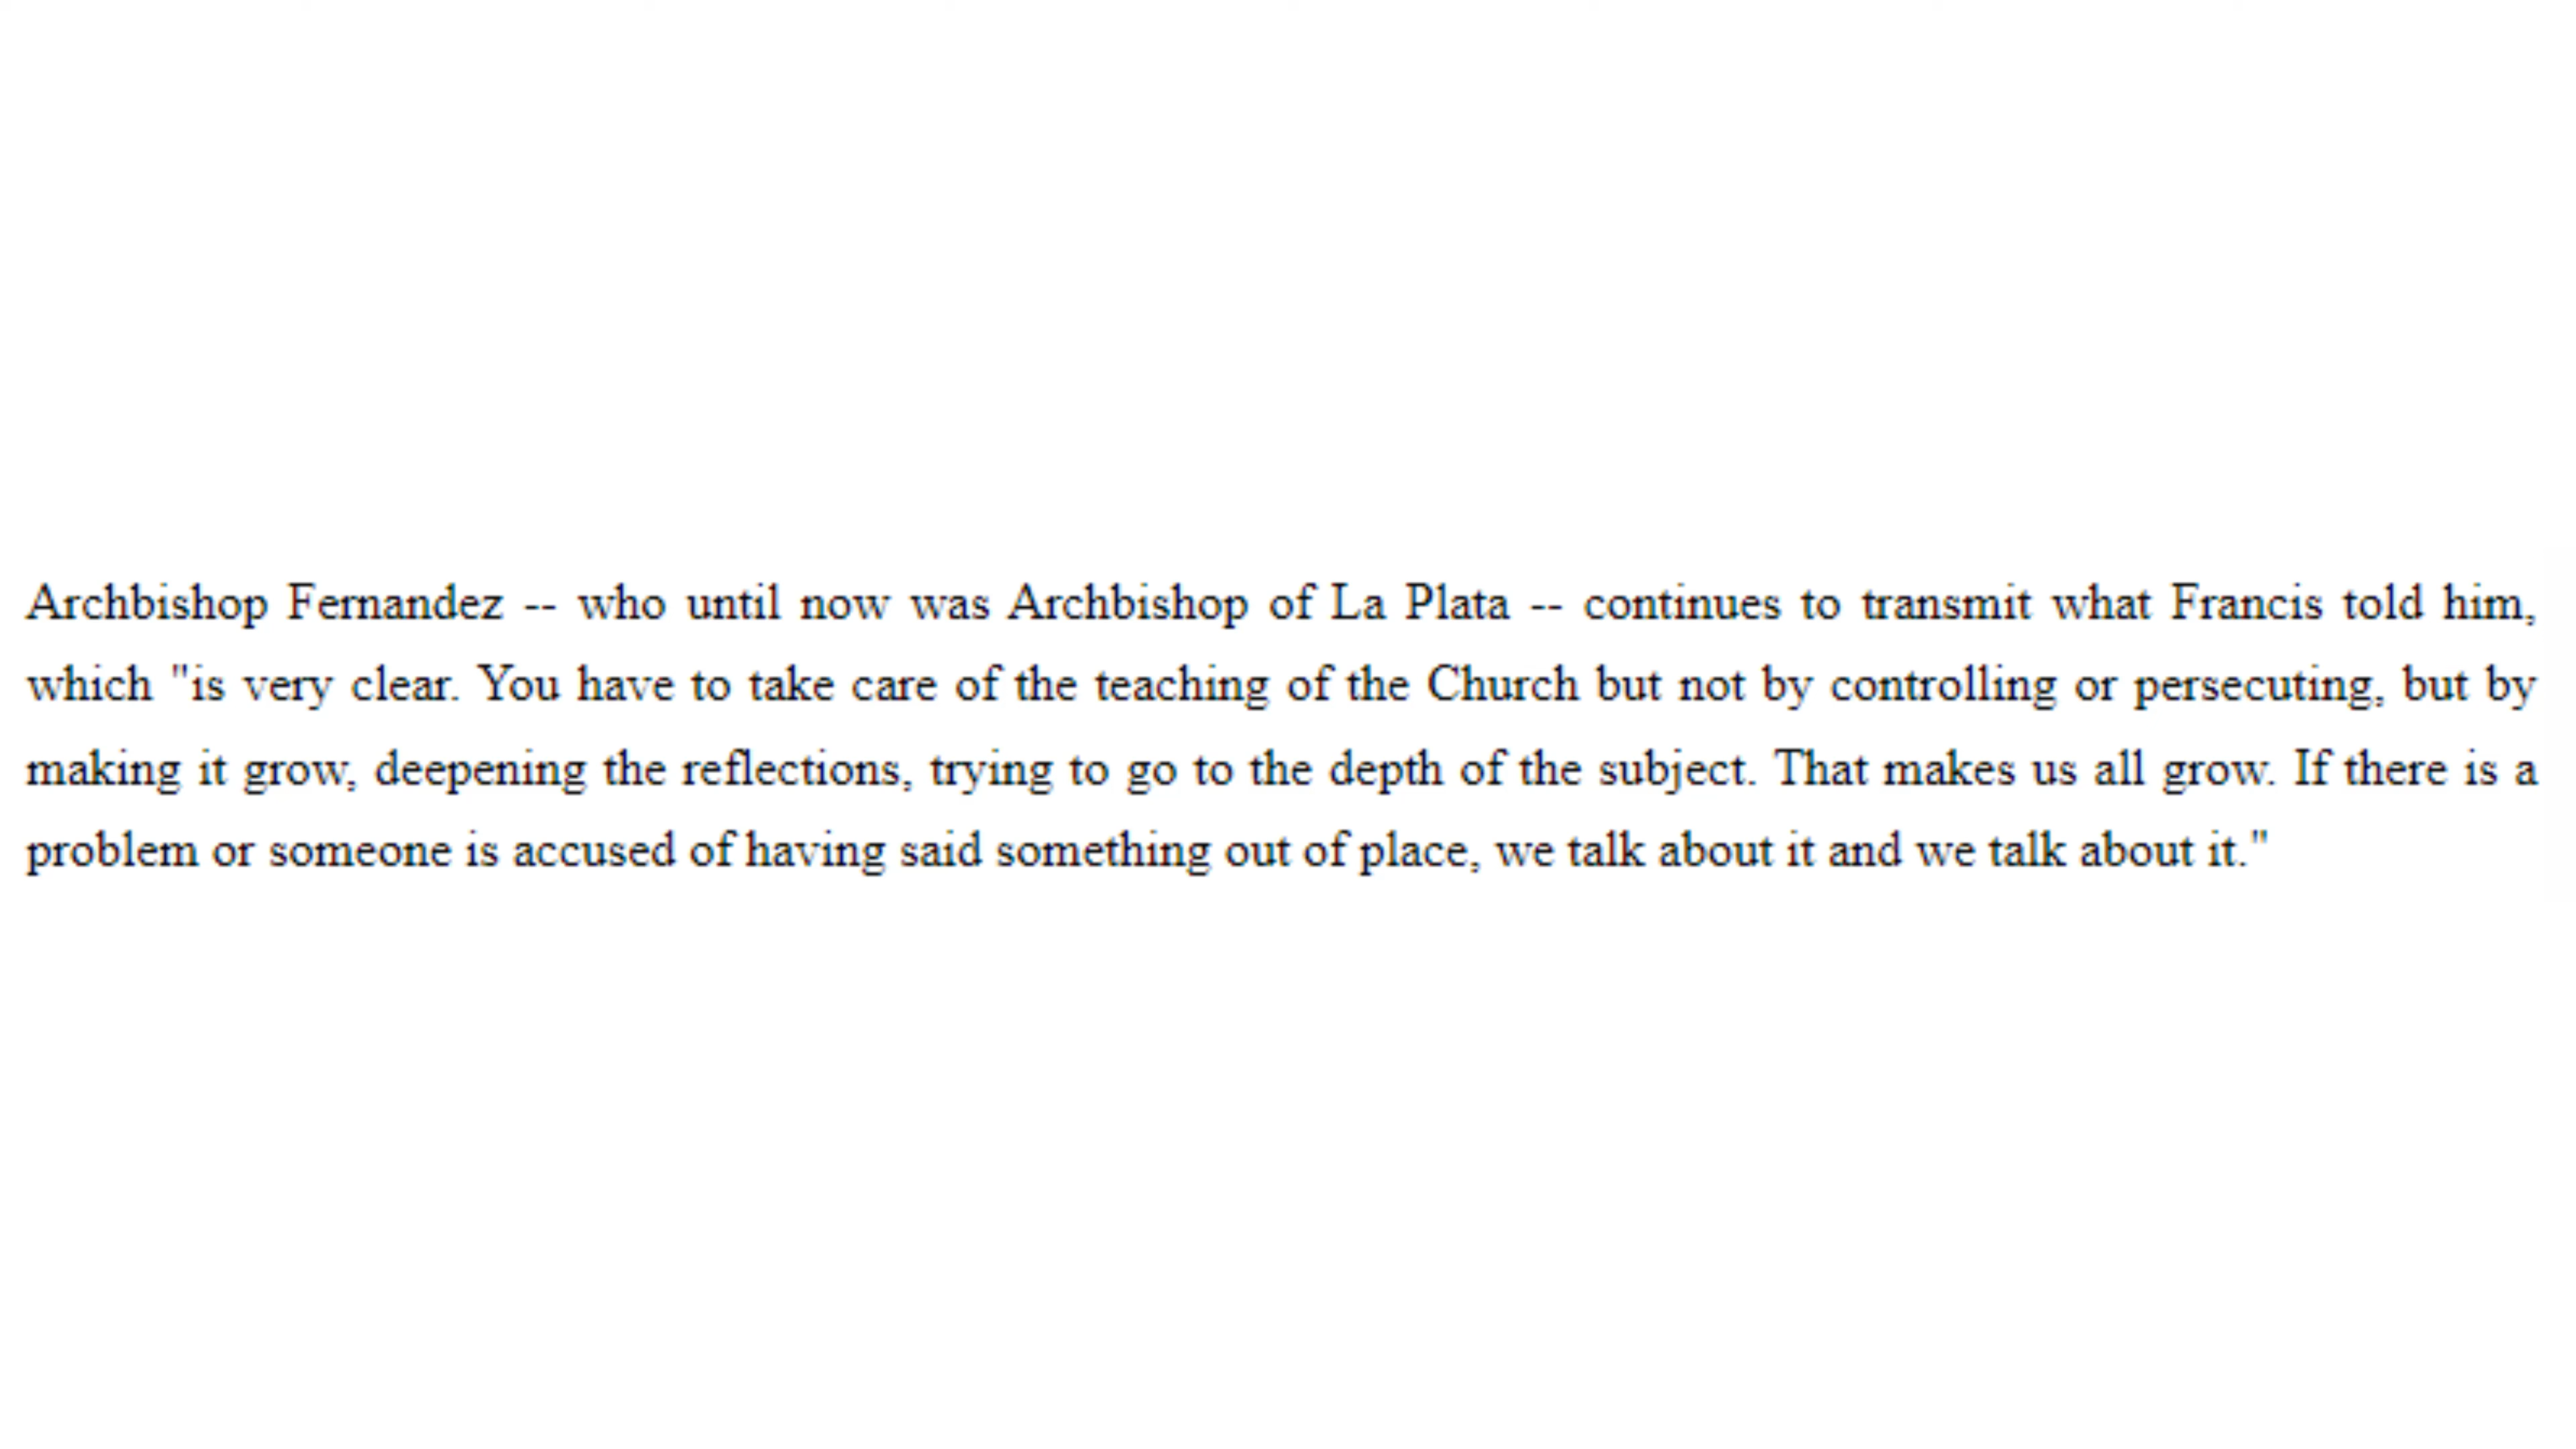 Archbishop Fernandez -- who until now was Archbishop of La Plata -- continues to transmit what Francis told him,
which "is very clear. You have to take care of the teaching of the Church but not by controlling or persecuting, but by
making it grow, deepening the reflections, trying to go to the depth of the subject. That makes us all grow. If there is a
problem or someone is accused of having said something out of place, we talk about it and we talk about it."